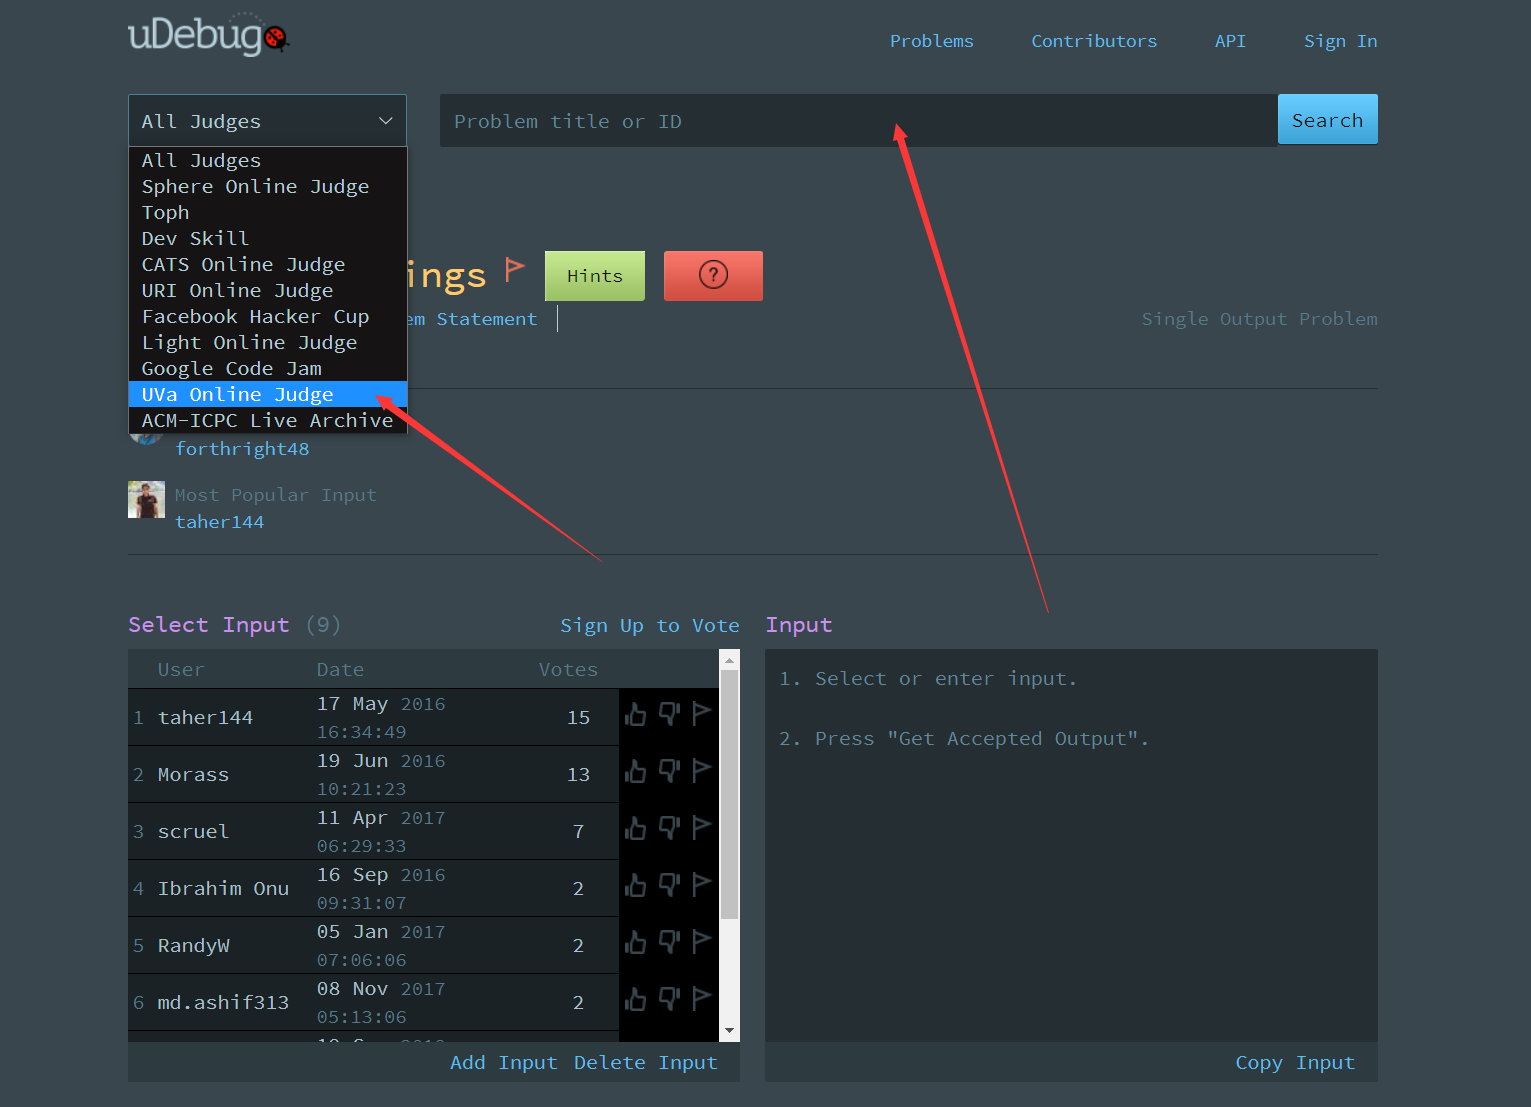 uDebug
Problems Contributors API Sign In
All Judges
Problem title or ID
Search
All Judges
Sphere Online Judge
Toph
Dev Skill
CATS Online Judge
URI Online Judge
Facebook Hacker Cup
Light Online Judge
Google Code Jam
UVa Online Judge
ACM-ICPC Live Archive
ings
Hints
?
em Statement
Single Output Problem
forthright48
Most Popular Input
taher144
Select Input (9)
Sign Up to Vote
User Date Votes
1 taher144 17 May 2016 16:34:49 15
2 Morass 19 Jun 2016 10:21:23 13
3 scruel 11 Apr 2017 06:29:33 7
4 Ibrahim Onu 16 Sep 2016 09:31:07 2
5 RandyW 05 Jan 2017 07:06:06 2
6 md.ashif313 08 Nov 2017 05:13:06 2
Add Input Delete Input
Input
1. Select or enter input.
2. Press "Get Accepted Output".
Copy Input